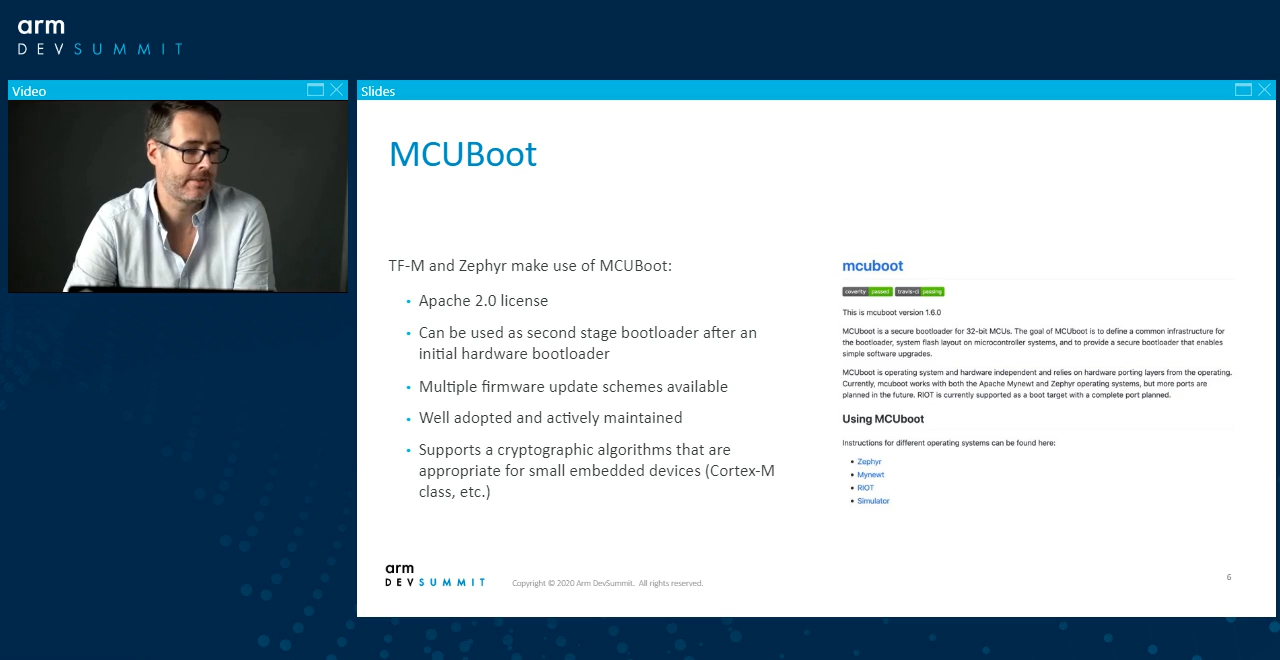 arm
DEVSUMMIT
Video
Slides
MCUBoot
TF-M and Zephyr make use of MCUBoot:
• Apache 2.0 license
• Can be used as second stage bootloader after an
initial hardware bootloader
• Multiple firmware update schemes available
• Well adopted and actively maintained
• Supports a cryptographic algorithms that are
appropriate for small embedded devices (Cortex-M
class, etc.)
mcuboot
coverity passed travis-ci passing
This is mcuboot version 1.6.0
MCUboot is a secure bootloader for 32-bit MCUs. The goal of MCUboot is to define a common infrastructure for
the bootloader, system flash layout on microcontroller systems, and to provide a secure bootloader that enables
simple software upgrades.
MCUboot is operating system and hardware independent and relies on hardware porting layers from the operating.
Currently, mcuboot works with both the Apache Mynewt and Zephyr operating systems, but more ports are
planned in the future. RIOT is currently supported as a boot target with a complete port planned.
Using MCUboot
Instructions for different operating systems can be found here:
• Zephyr
• Mynewt
• RIOT
• Simulator
arm
DEVSUMMIT
Copyright © 2020 Arm DevSummit. All rights reserved.
6